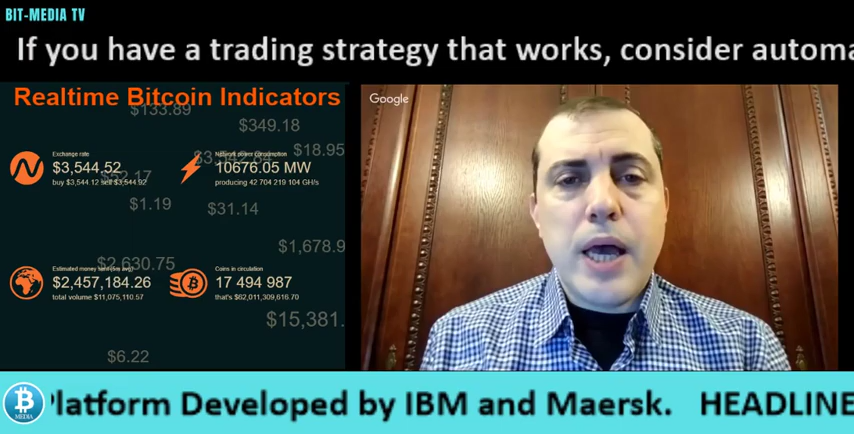 BIT-MEDIA TV
If you have a trading strategy that works, consider automa
Realtime Bitcoin Indicators
$133.89
$349.18
$18.95
Exchange rate
$3,544.52
buy $3,544.12 sell $3,544.92
Network power consumption
10676.05 MW
producing 42 704 219 104 GH/s
$1.19
$31.14
$1,678.9
$2,630.75
Estimated money
$2,457,184.26
total volume $11,075,110.57
Coins in circulation
17 494 987
that's $62,011,309,616.70
$15,381.
$6.22
Google
B
MEDIA
Platform Developed by IBM and Maersk. HEADLINE